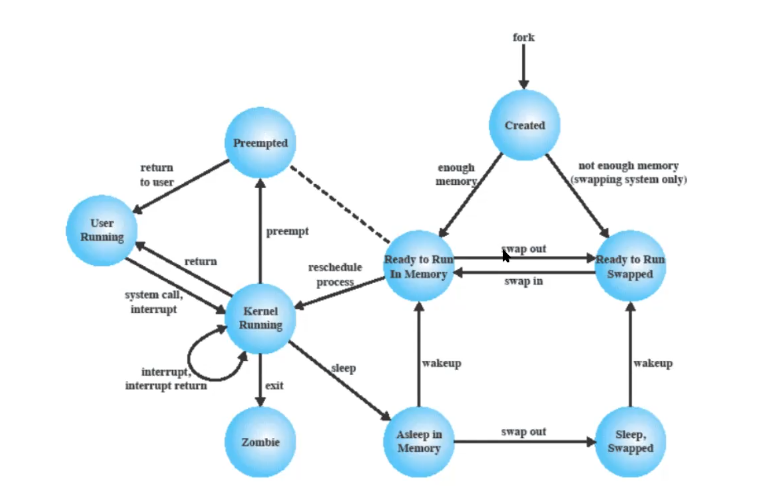 fork
Created
Preempted
enough
memory
not enough memory
(swapping system only)
return
to user
User
Running
preempt
return
swap out
Ready to Run
In Memory
Ready to Run
Swapped
reschedule
process
swap in
system call,
interrupt
Kernel
Running
interrupt,
interrupt return
sleep
wakeup
wakeup
exit
Zombie
Asleep in
Memory
swap out
Sleep,
Swapped